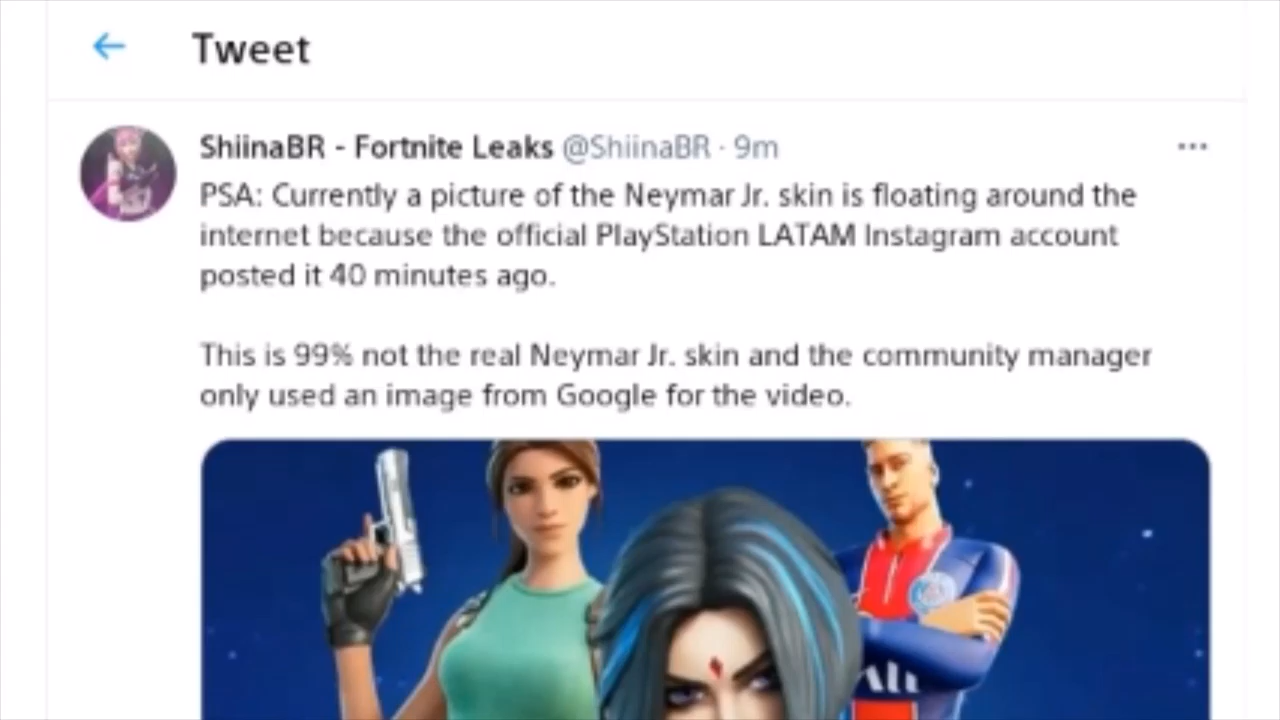 Tweet
ShiinaBR - Fortnite Leaks @ShiinaBR · 9m
PSA: Currently a picture of the Neymar Jr. skin is floating around the
internet because the official PlayStation LATAM Instagram account
posted it 40 minutes ago.
This is 99% not the real Neymar Jr. skin and the community manager
only used an image from Google for the video.